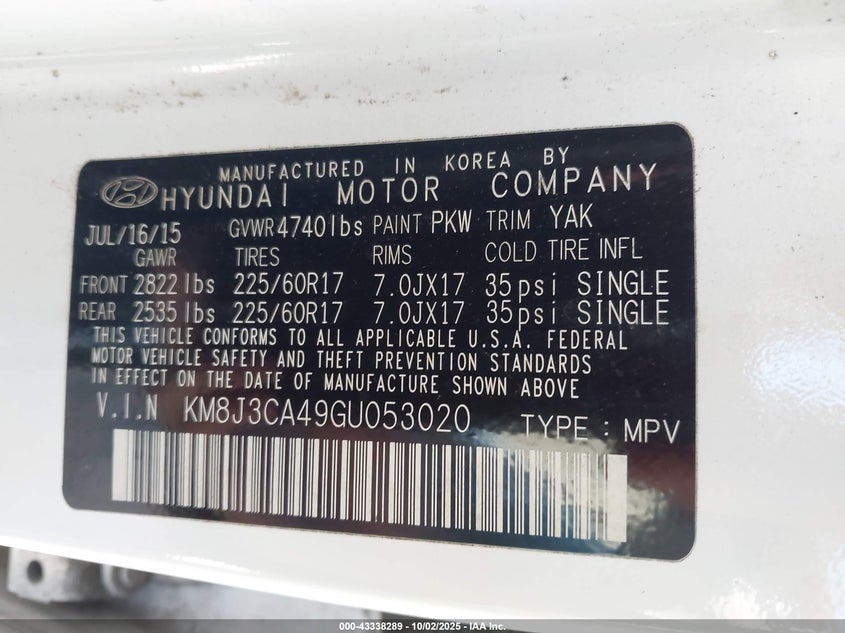 MANUFACTURED IN KOREA BY
HYUNDAI MOTOR COMPANY
JUL/16/15 GVWR 4740lbs PAINT PKW TRIM YAK
GAWR TIRES RIMS COLD TIRE INFL
FRONT 2822lbs 225/60R17 7.0JX17 35psi SINGLE
REAR 2535lbs 225/60R17 7.0JX17 35psi SINGLE
THIS VEHICLE CONFORMS TO ALL APPLICABLE U.S.A. FEDERAL
MOTOR VEHICLE SAFETY AND THEFT PREVENTION STANDARDS
IN EFFECT ON THE DATE OF MANUFACTURE SHOWN ABOVE
V.I.N KM8J3CA49GU053020 TYPE : MPV
000-43338289 - 10/02/2025 - IAA Inc.